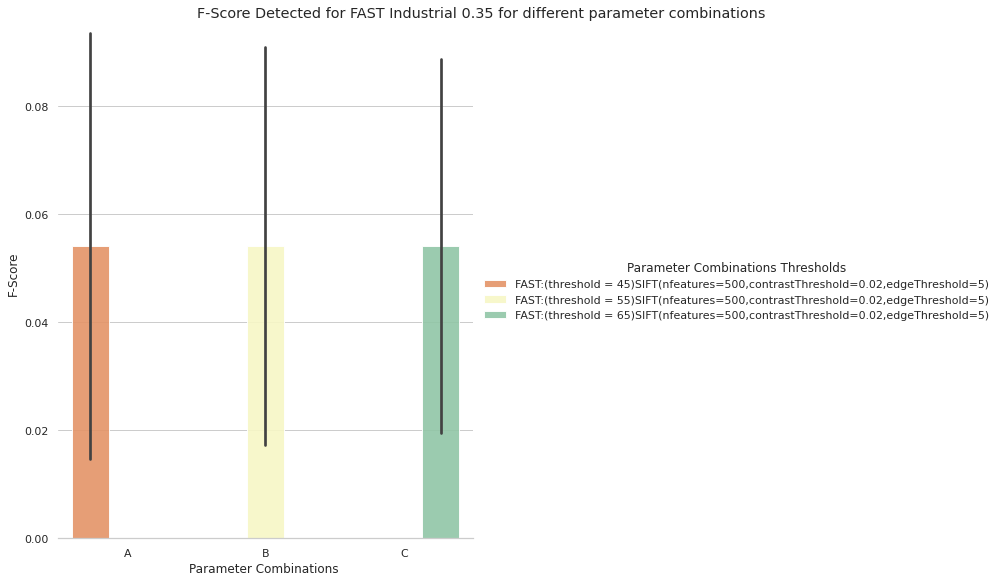 F-Score Detected for FAST Industrial 0.35 for different parameter combinations
0.08
0.06
0.04
0.02
0.00
F-Score
A
B
C
Parameter Combinations
Parameter Combinations Thresholds
FAST:(threshold = 45)SIFT(nfeatures=500,contrastThreshold=0.02,edgeThreshold=5)
FAST:(threshold = 55)SIFT(nfeatures=500,contrastThreshold=0.02,edgeThreshold=5)
FAST:(threshold = 65)SIFT(nfeatures=500,contrastThreshold=0.02,edgeThreshold=5)